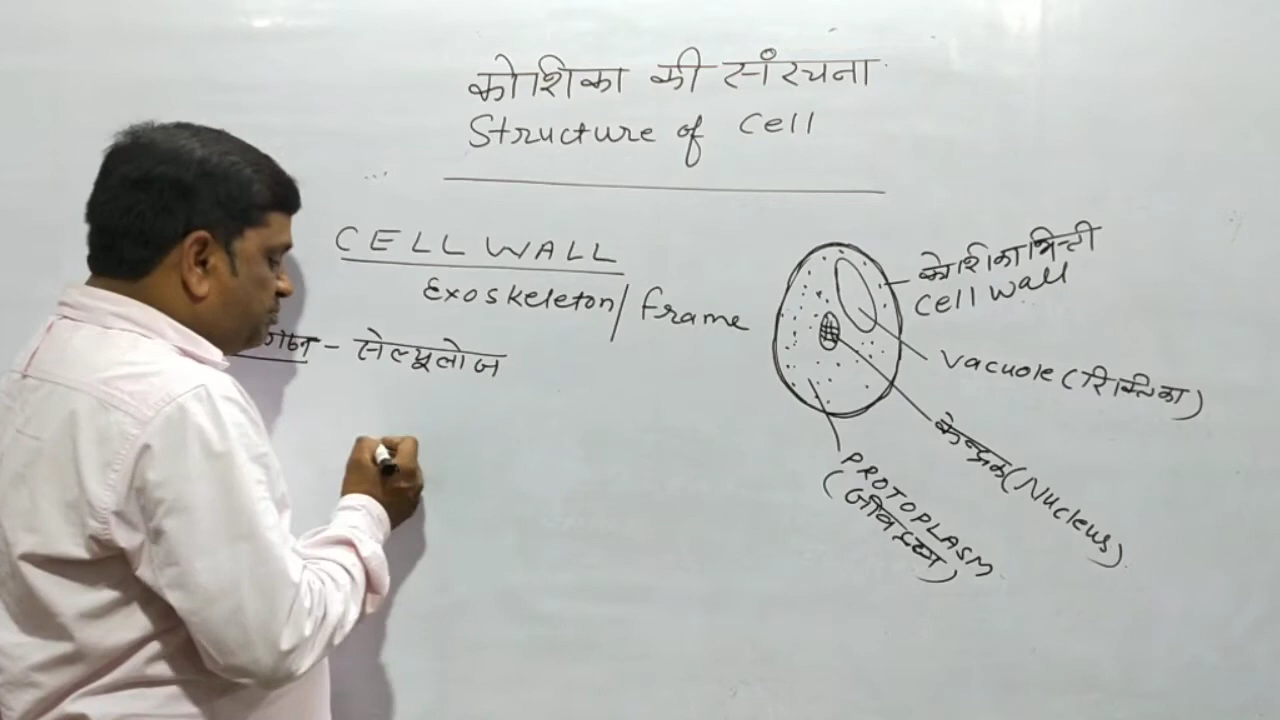 कोशिका की संरचना
Structure of Cell
CELL WALL
Exoskeleton/ frame
- सेल्यूलोज
कोशिका भित्ती
Cell wall
Vacuole (रिक्तिका)
केन्द्रक (Nucleus)
PROTOPLASM
(जीवद्रव्य)